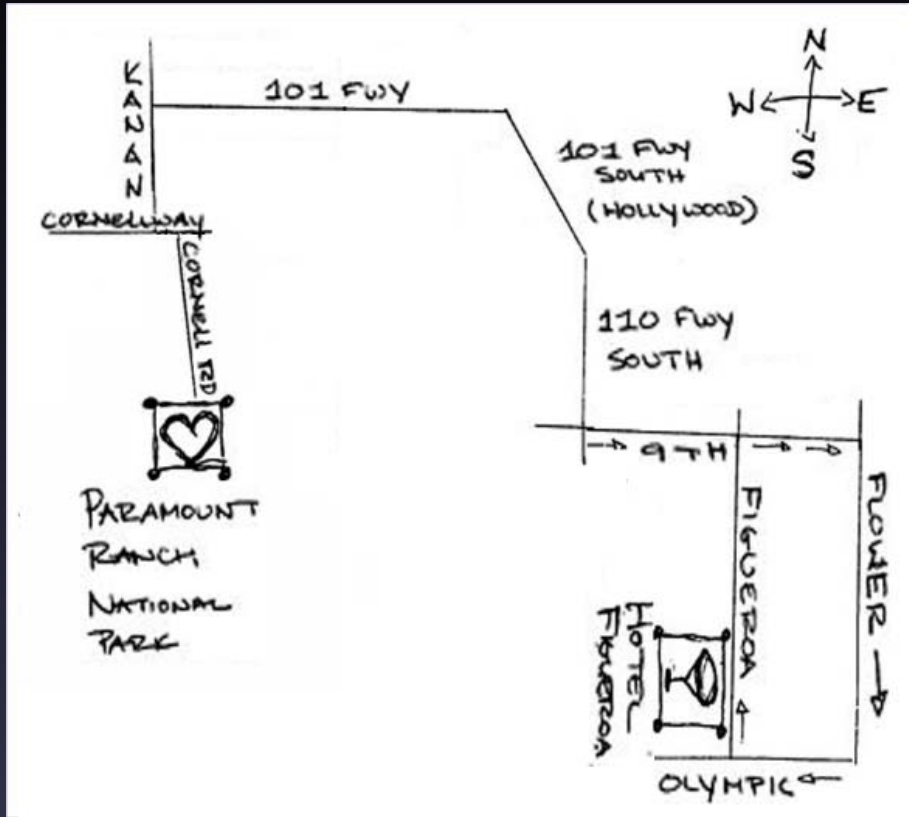 KANAN
101 FWY
N
W E
S
101 FWY
SOUTH
(HOLLYWOOD)
CORNELLWAY
CORNELL RD
110 FWY
SOUTH
9TH
PARAMOUNT
RANCH
NATIONAL
PARK
FIGUEROA
FLOWER
HOTEL
FIGUEROA
OLYMPIC